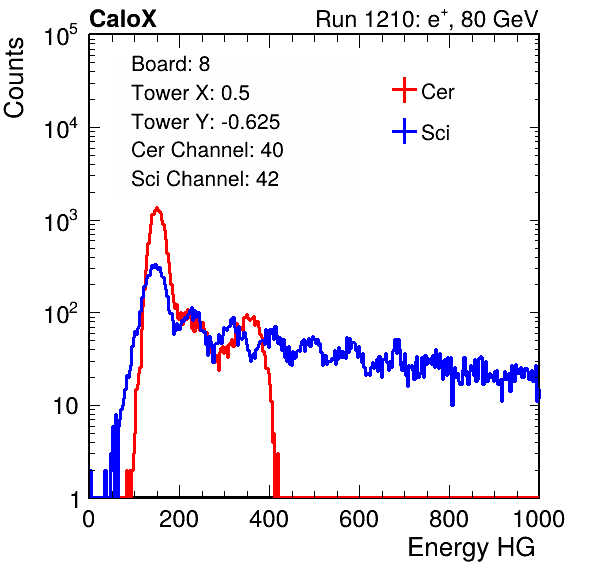 CaloX Run 1210: e⁺, 80 GeV
Counts
10⁵
10⁴
10³
10²
10
1
Board: 8
Tower X: 0.5
Tower Y: -0.625
Cer Channel: 40
Sci Channel: 42
Cer
Sci
0 200 400 600 800 1000
Energy HG